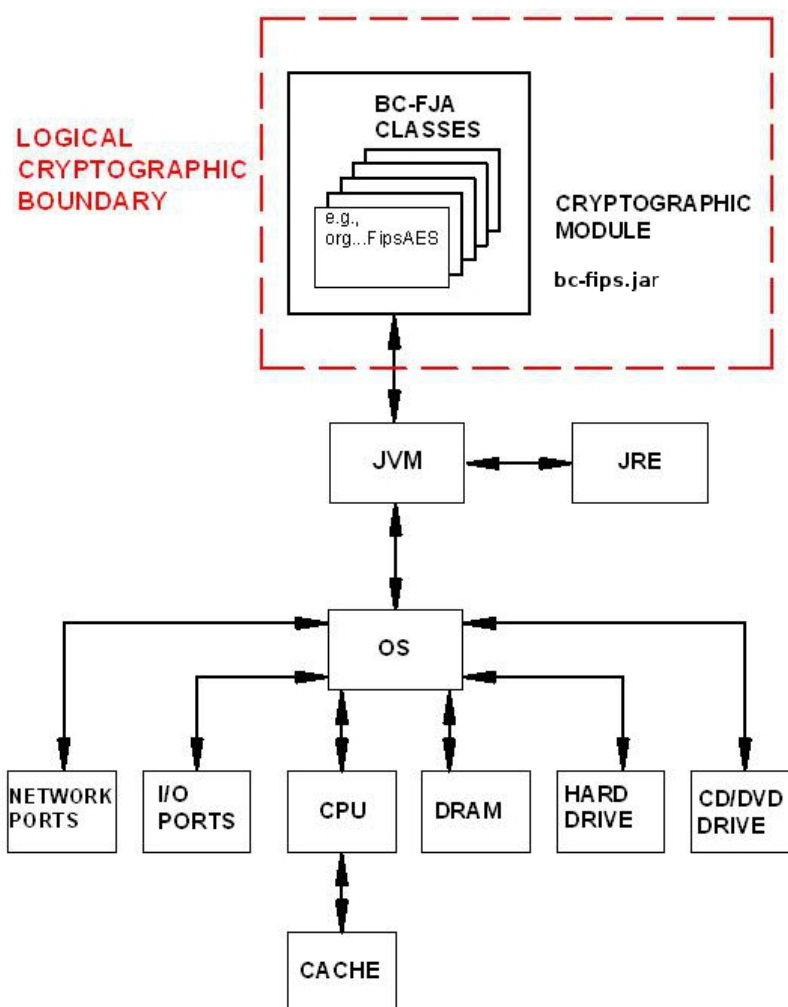 BC-FJA
CLASSES
LOGICAL
CRYPTOGRAPHIC
BOUNDARY
e.g.,
org...FipsAES
CRYPTOGRAPHIC
MODULE
bc-fips.jar
JVM
JRE
OS
NETWORK
PORTS
I/O
PORTS
CPU
DRAM
HARD
DRIVE
CD/DVD
DRIVE
CACHE